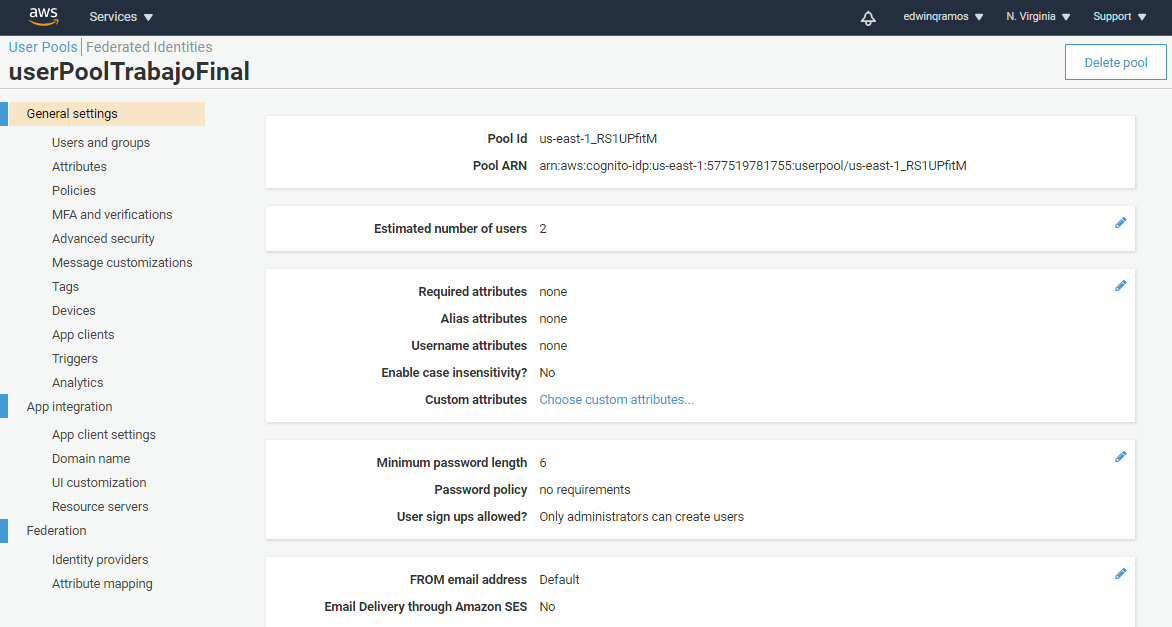 aws Services edwinqramos N. Virginia Support
User Pools Federated Identities
userPoolTrabajoFinal
Delete pool
General settings
Users and groups
Attributes
Policies
MFA and verifications
Advanced security
Message customizations
Tags
Devices
App clients
Triggers
Analytics
App integration
App client settings
Domain name
UI customization
Resource servers
Federation
Identity providers
Attribute mapping
Pool Id us-east-1_RS1UPfitM
Pool ARN arn:aws:cognito-idp:us-east-1:577519781755:userpool/us-east-1_RS1UPfitM
Estimated number of users 2
Required attributes none
Alias attributes none
Username attributes none
Enable case insensitivity? No
Custom attributes Choose custom attributes...
Minimum password length 6
Password policy no requirements
User sign ups allowed? Only administrators can create users
FROM email address Default
Email Delivery through Amazon SES No